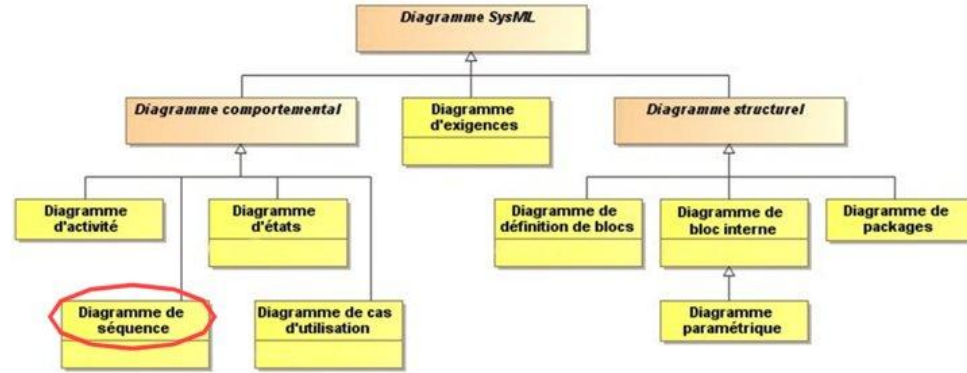 Diagramme SysML
Diagramme comportemental
Diagramme
d'exigences
Diagramme structurel
Diagramme
d'activité
Diagramme
d'états
Diagramme de
définition de blocs
Diagramme de
bloc interne
Diagramme de
packages
Diagramme de
séquence
Diagramme de cas
d'utilisation
Diagramme
paramétrique